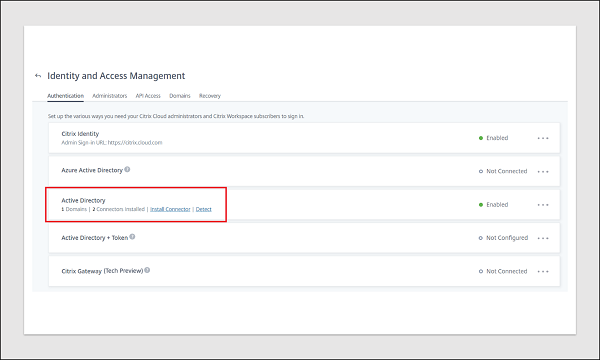 Identity and Access Management
Authentication Administrators API Access Domains Recovery
Set up the various ways you need your Citrix Cloud administrators and Citrix Workspace subscribers to sign in.
Citrix Identity
Admin Sign-in URL: https://citrix.cloud.com
Enabled
Azure Active Directory ?
Not Connected
Active Directory
1 Domains | 2 Connectors installed | Install Connector | Detect
Enabled
Active Directory + Token ?
Not Configured
Citrix Gateway (Tech Preview) ?
Not Connected